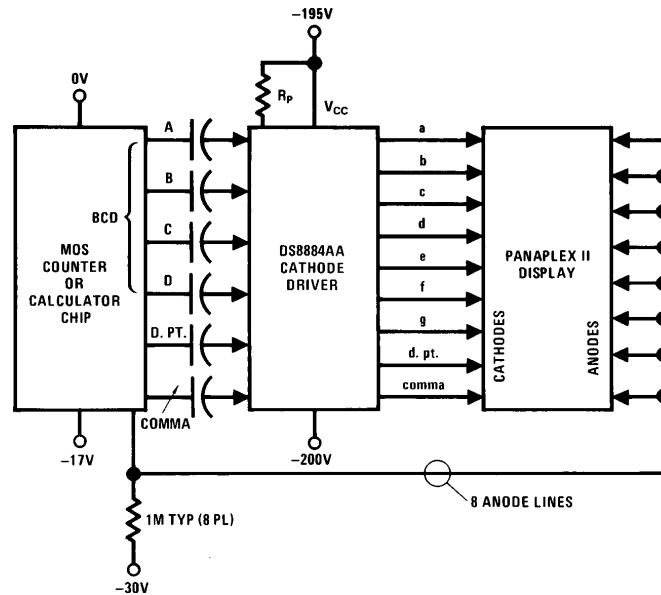 –195V
0V
RP
VCC
A
B
C
D
D. PT.
COMMA
BCD
MOS
COUNTER
OR
CALCULATOR
CHIP
DS8884AA
CATHODE
DRIVER
a
b
c
d
e
f
g
d. pt.
comma
PANAPLEX II
DISPLAY
CATHODES
ANODES
–17V
–200V
8 ANODE LINES
1M TYP (8 PL)
–30V